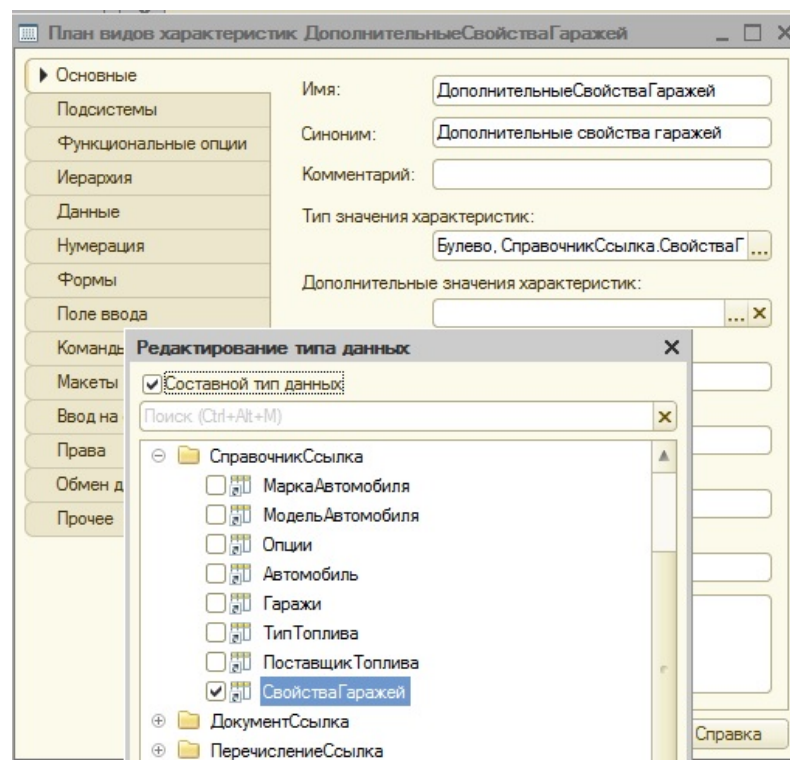 План видов характеристик ДополнительныеСвойстваГаражей
Основные
Подсистемы
Функциональные опции
Иерархия
Данные
Нумерация
Формы
Поле ввода
Команды
Макеты
Ввод на
Права
Обмен д
Прочее
Имя:
ДополнительныеСвойстваГаражей
Синоним:
Дополнительные свойства гаражей
Комментарий:
Тип значения характеристик:
Булево, СправочникСсылка.СвойстваГ ...
Дополнительные значения характеристик:
...
Редактирование типа данных
Составной тип данных
Поиск (Ctrl+Alt+M)
СправочникСсылка
МаркаАвтомобиля
МодельАвтомобиля
Опции
Автомобиль
Гаражи
ТипТоплива
ПоставщикТоплива
СвойстваГаражей
ДокументСсылка
ПеречислениеСсылка
Справка